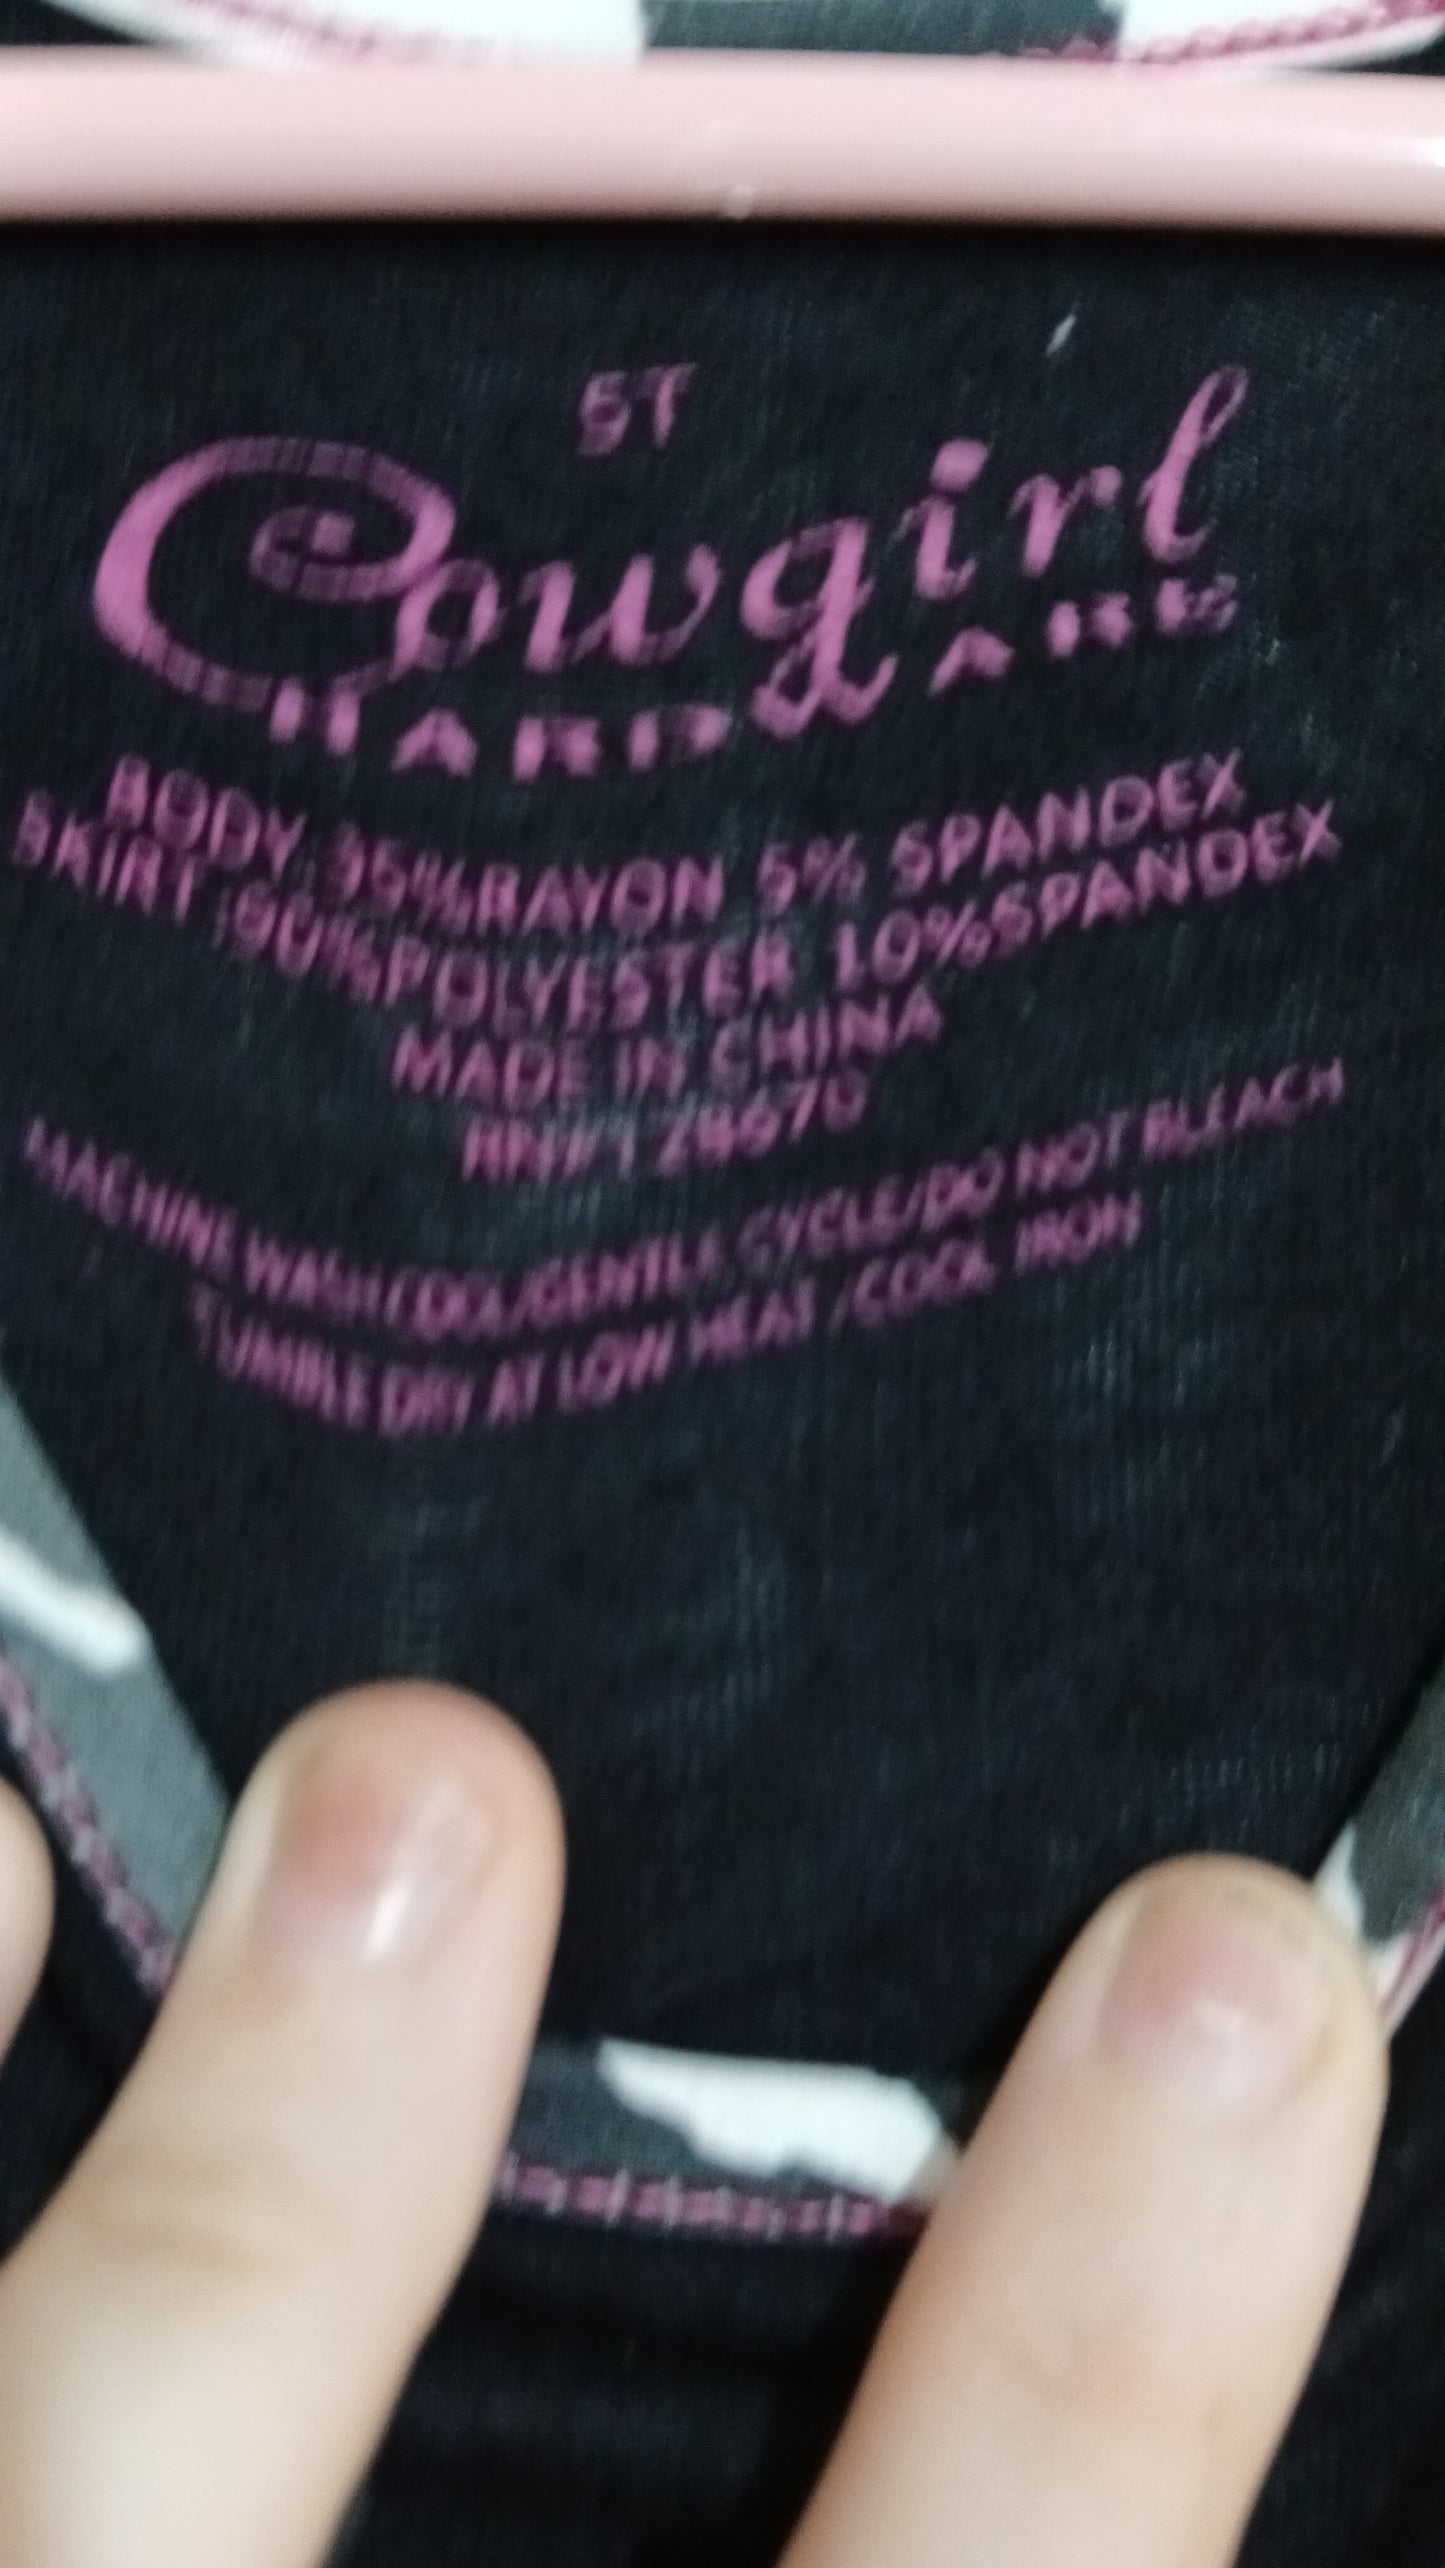 5T
Cowgirl
HARDWARE
BODY 95%RAYON 5% SPANDEX
SKIRT 90%POLYESTER 10%SPANDEX
MADE IN CHINA
MACHINE WASH COOL/GENTLE CYCLE/DO NOT BLEACH
TUMBLE DRY AT LOW HEAT /COOL IRON